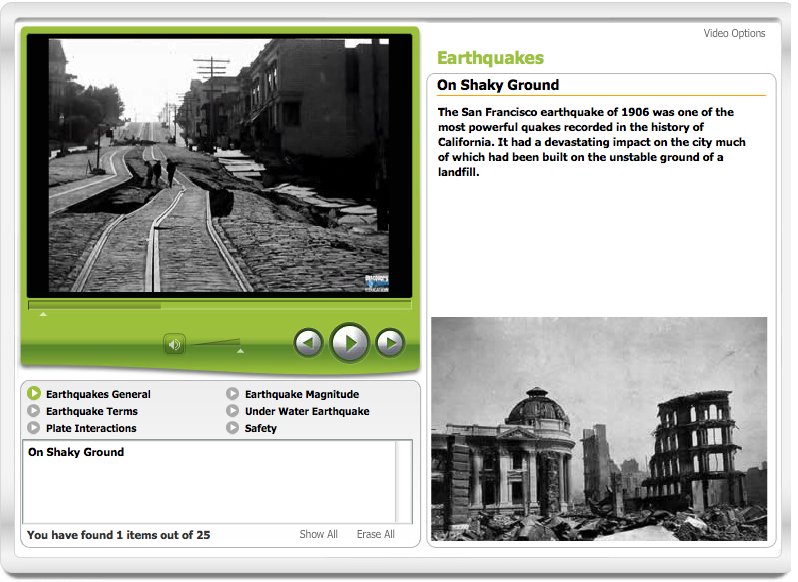 Video Options
Earthquakes
On Shaky Ground
The San Francisco earthquake of 1906 was one of the
most powerful quakes recorded in the history of
California. It had a devastating impact on the city much
of which had been built on the unstable ground of a
landfill.
Discovery
EDUCATION
Earthquakes General
Earthquake Terms
Plate Interactions
Earthquake Magnitude
Under Water Earthquake
Safety
On Shaky Ground
You have found 1 items out of 25
Show All
Erase All